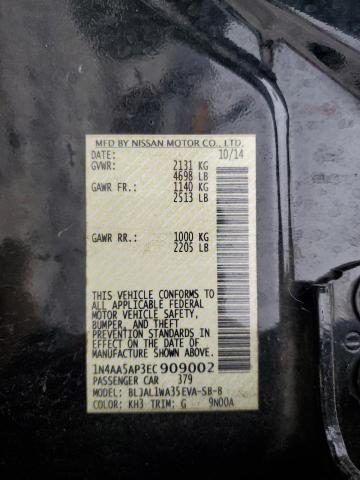 MFD BY NISSAN MOTOR CO., LTD.
DATE: 10/14
GVWR: 2131 KG
4698 LB
GAWR FR.: 1140 KG
2513 LB
GAWR RR.: 1000 KG
2205 LB
THIS VEHICLE CONFORMS TO
ALL APPLICABLE FEDERAL
MOTOR VEHICLE SAFETY,
BUMPER, AND THEFT
PREVENTION STANDARDS
IN EFFECT ON THE DATE
OF MANUFACTURE SHOWN
ABOVE.
1N4AA5AP3EC909002
PASSENGER CAR 379
MODEL: BLJAL1WA35EVA-SB-B
COLOR: KH3 TRIM: G 9N00A